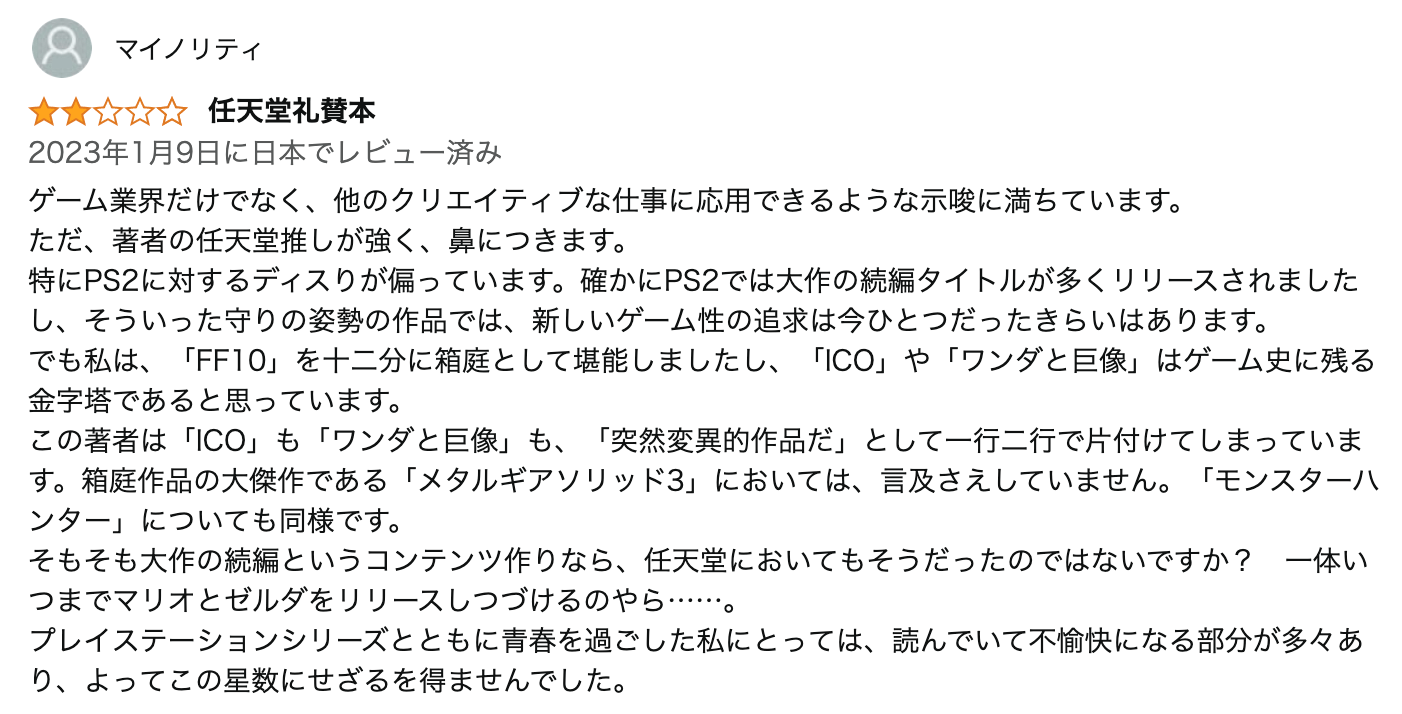 マイノリティ
任天堂礼賛本
2023年1月9日に日本でレビュー済み
ゲーム業界だけでなく、他のクリエイティブな仕事に応用できるような示唆に満ちています。
ただ、著者の任天堂推しが強く、鼻につきます。
特にPS2に対するディスりが偏っています。確かにPS2では大作の続編タイトルが多くリリースされました
し、そういった守りの姿勢の作品では、新しいゲーム性の追求は今ひとつだったきらいはあります。
でも私は、「FF10」を十二分に箱庭として堪能しましたし、「ICO」や「ワンダと巨像」はゲーム史に残る
金字塔であると思っています。
この著者は「ICO」も「ワンダと巨像」も、「突然変異的作品だ」として一行二行で片付けてしまっていま
す。箱庭作品の大傑作である「メタルギアソリッド3」においては、言及さえしていません。「モンスターハ
ンター」についても同様です。
そもそも大作の続編というコンテンツ作りなら、任天堂においてもそうだったのではないですか？　一体い
つまでマリオとゼルダをリリースしつづけるのやら……。
プレイステーションシリーズとともに青春を過ごした私にとっては、読んでいて不愉快になる部分が多々あ
り、よってこの星数にせざるを得ませんでした。